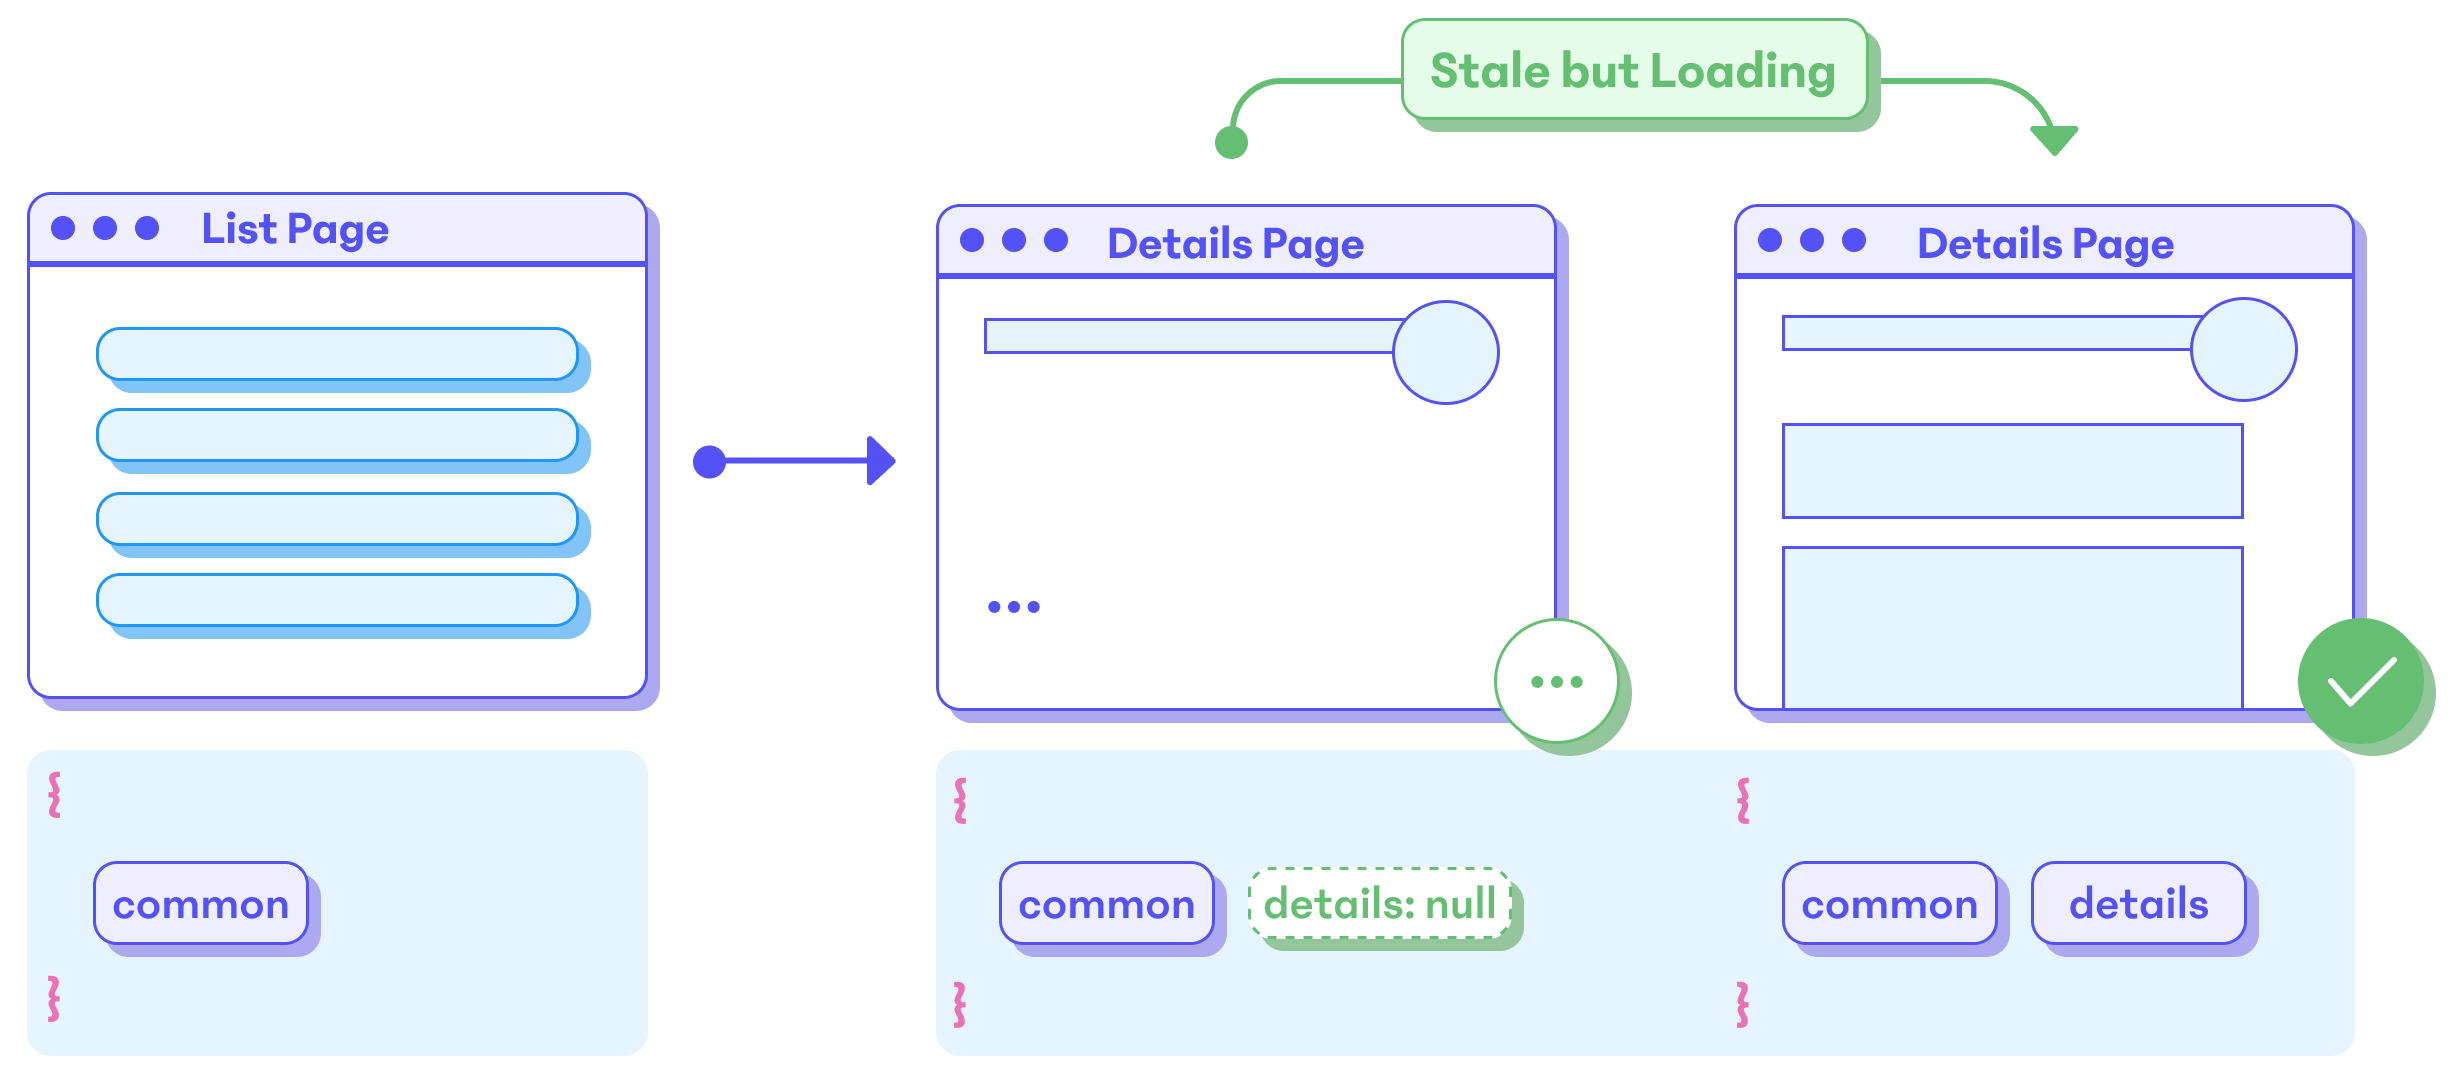 Stale but Loading
List Page
Details Page
Details Page
{
{
{
common
common
details: null
common
details
}
}
}